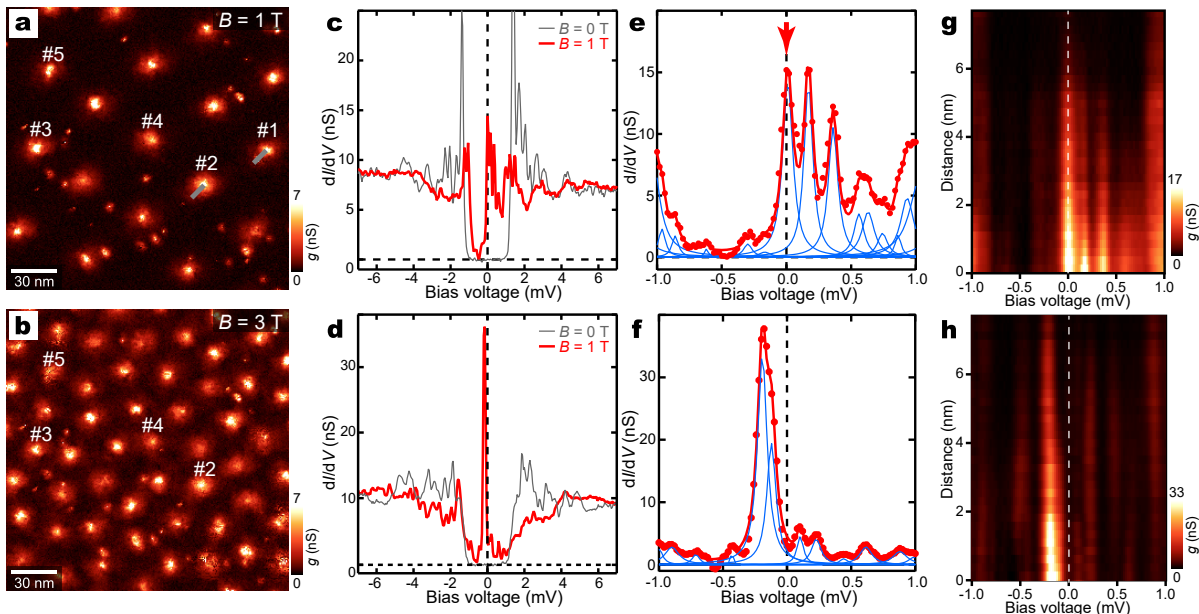 a
B = 1 T
#5
#3
#4
#1
#2
7
g (nS)
0
30 nm
b
B = 3 T
#5
#4
#3
#2
7
g (nS)
0
30 nm
c
B = 0 T
B = 1 T
dI/dV (nS)
20
15
10
5
0
-6 -4 -2 0 2 4 6
Bias voltage (mV)
d
B = 0 T
B = 1 T
dI/dV (nS)
30
20
10
0
-6 -4 -2 0 2 4 6
Bias voltage (mV)
e
dI/dV (nS)
15
10
5
0
-1.0 -0.5 0.0 0.5 1.0
Bias voltage (mV)
f
dI/dV (nS)
40
30
20
10
0
-1.0 -0.5 0.0 0.5 1.0
Bias voltage (mV)
g
Distance (nm)
6
4
2
0
-1.0 -0.5 0.0 0.5 1.0
Bias voltage (mV)
17
g (nS)
0
h
Distance (nm)
6
4
2
0
-1.0 -0.5 0.0 0.5 1.0
Bias voltage (mV)
33
g (nS)
0